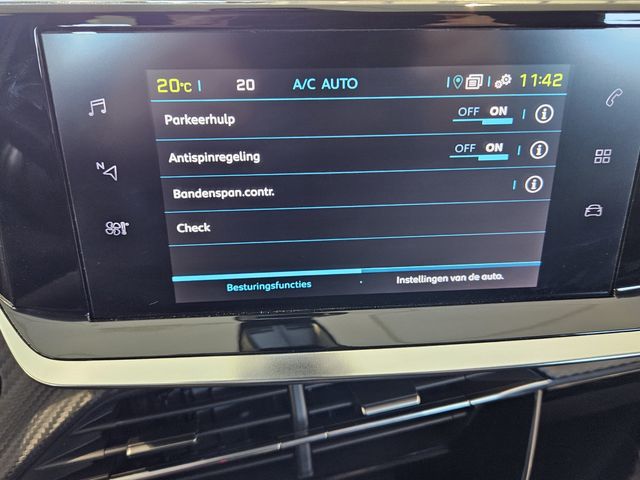 20°C 20 A/C AUTO 11:42
Parkeerhulp OFF ON
Antispinregeling OFF ON
Bandenspan.contr.
Check
Besturingsfuncties Instellingen van de auto.
N